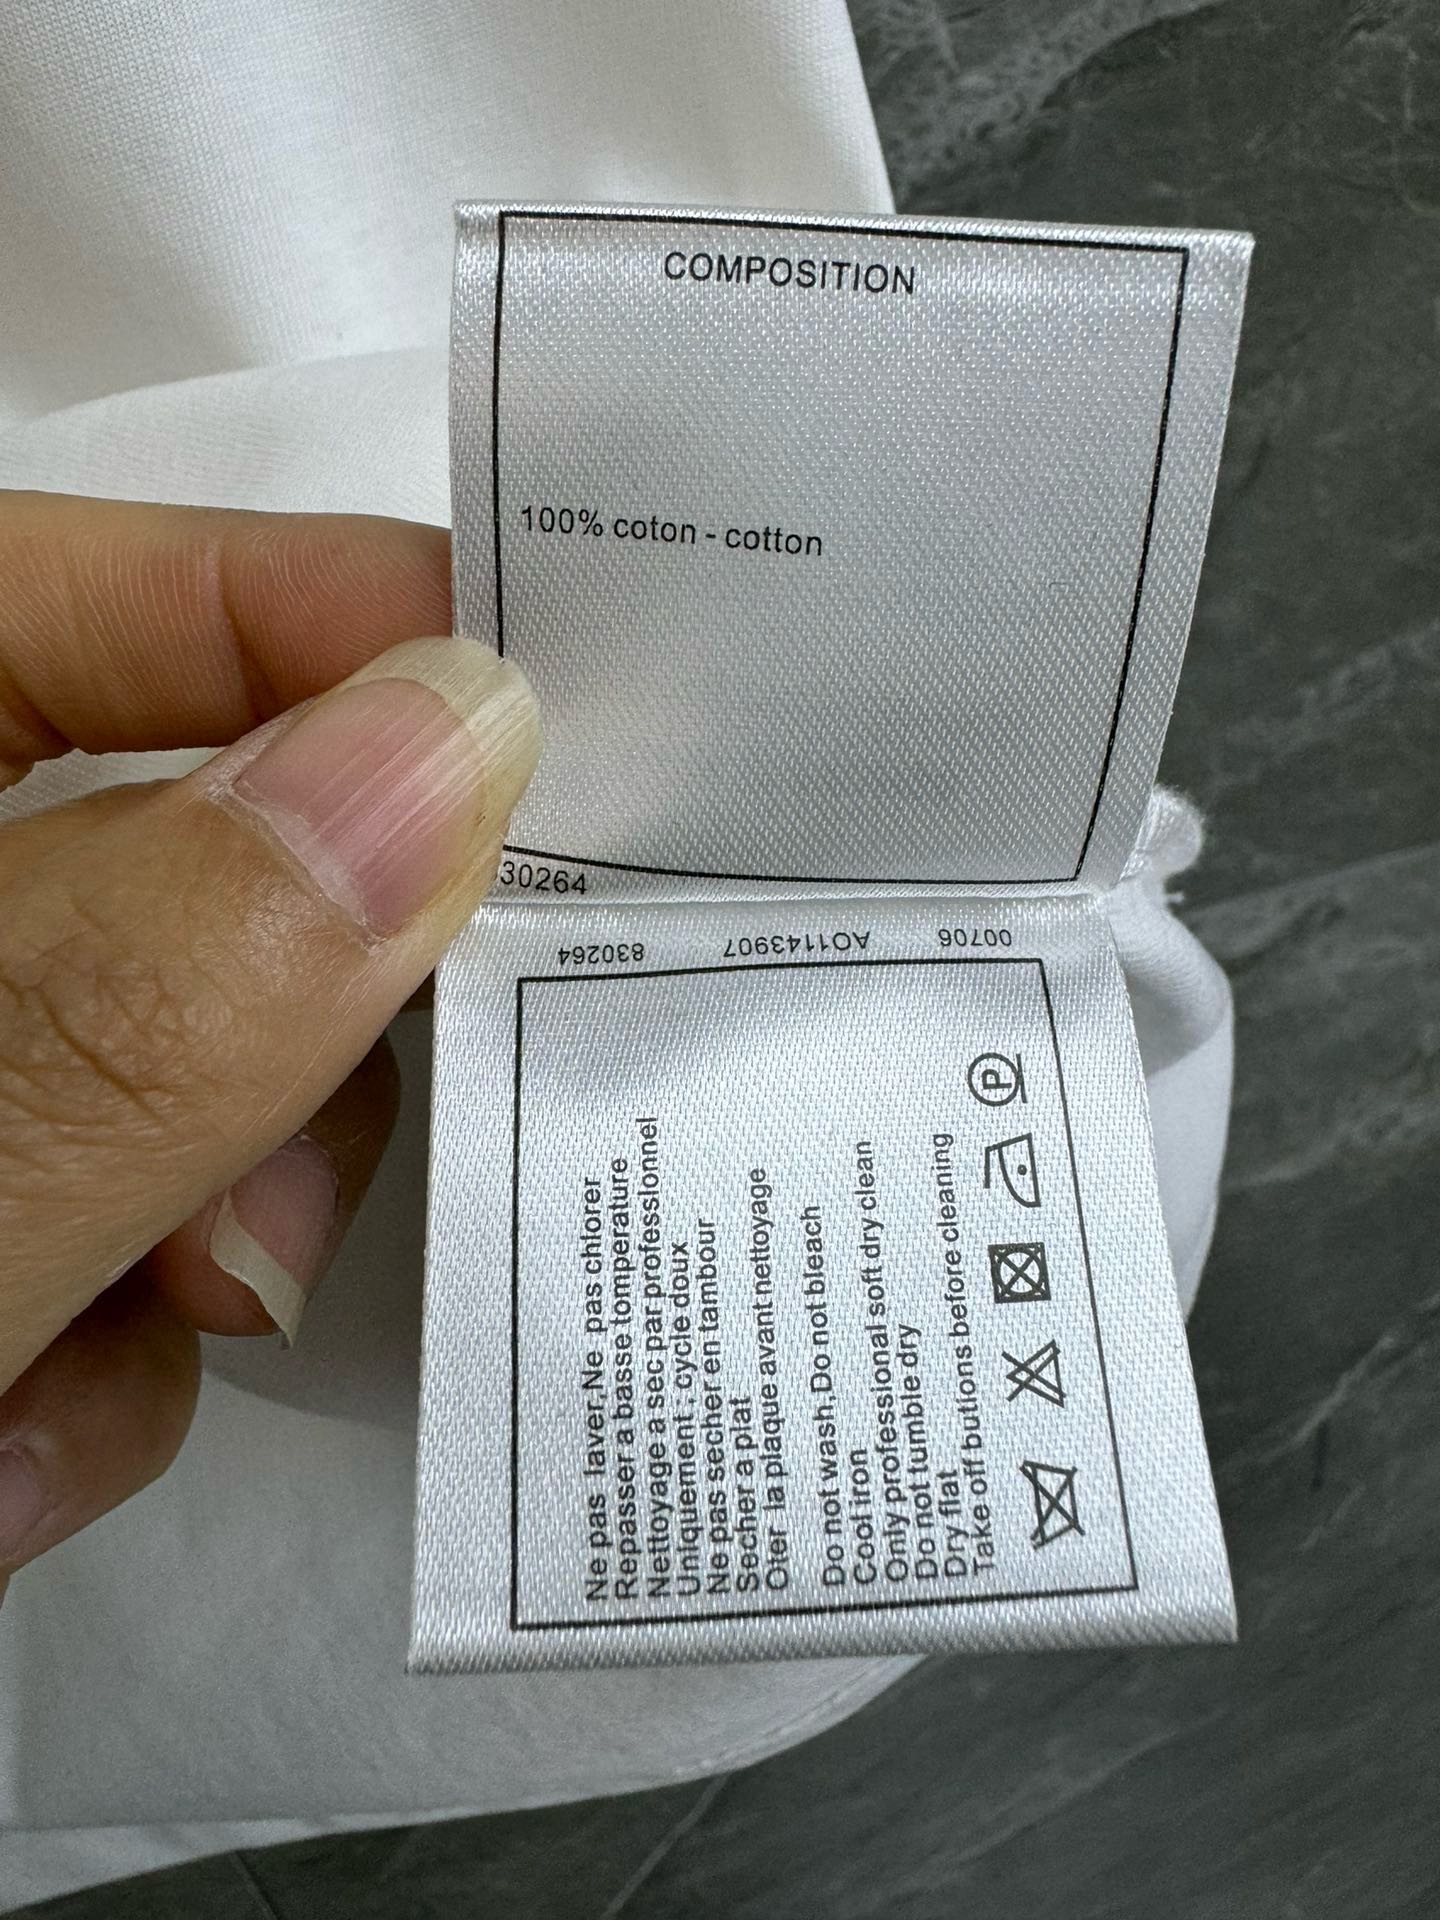 COMPOSITION
100% coton - cotton
30264
830264 AO1143907 00706
Ne pas laver,Ne pas chlorer
Repasser a basse tomperature
Nettoyage a sec par professlonnel
Uniquement ; cycle doux
Ne pas secher en tambour
Secher a plat
Oter la plaque avant nettoyage
Do not wash,Do not bleach
Cool iron
Only professional soft dry clean
Do not tumble dry
Dry flat
Take off butions before cleaning
P